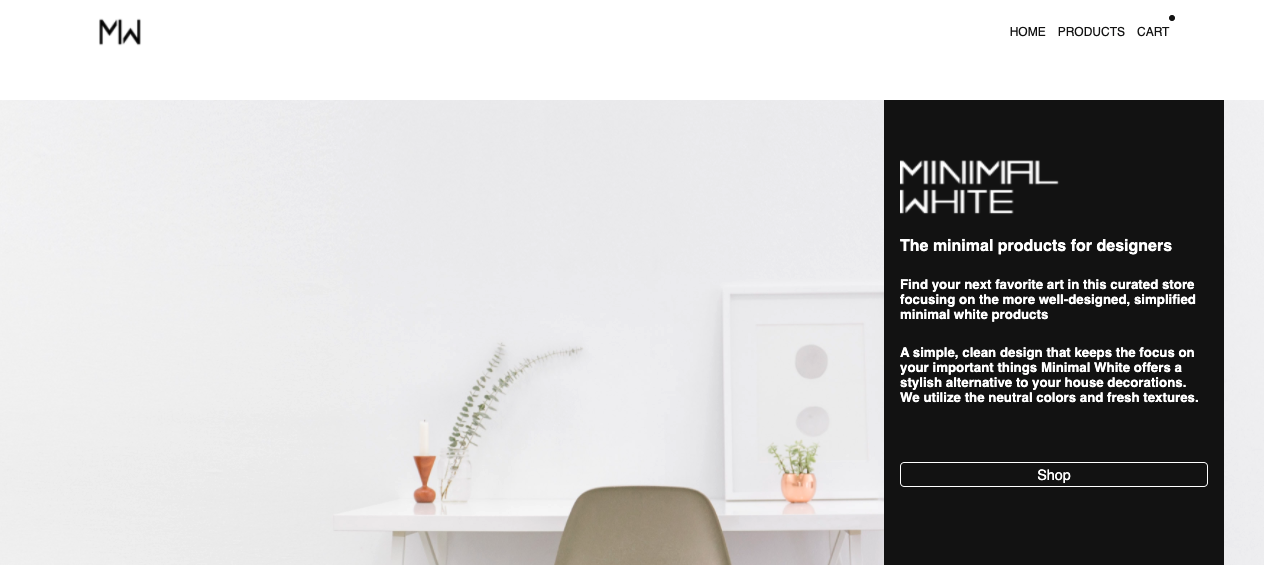 MW
HOME PRODUCTS CART
MINIMAL
WHITE
The minimal products for designers
Find your next favorite art in this curated store
focusing on the more well-designed, simplified
minimal white products
A simple, clean design that keeps the focus on
your important things Minimal White offers a
stylish alternative to your house decorations.
We utilize the neutral colors and fresh textures.
Shop